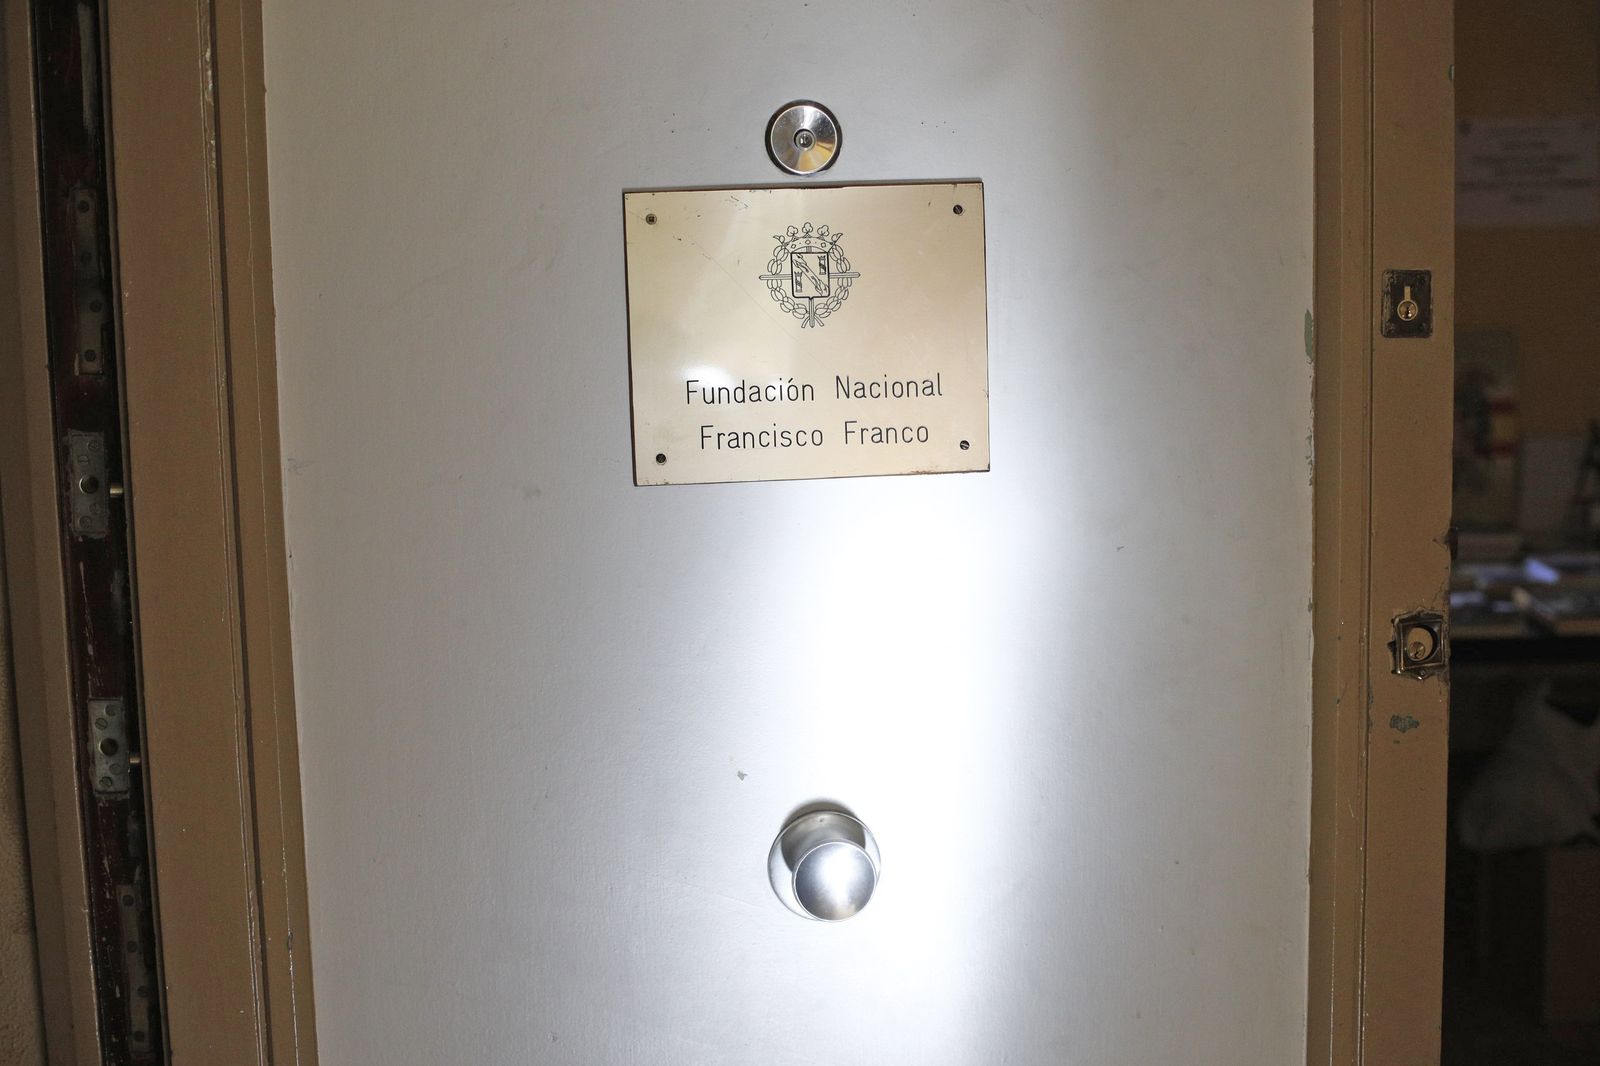 Fundación Nacional
Francisco Franco